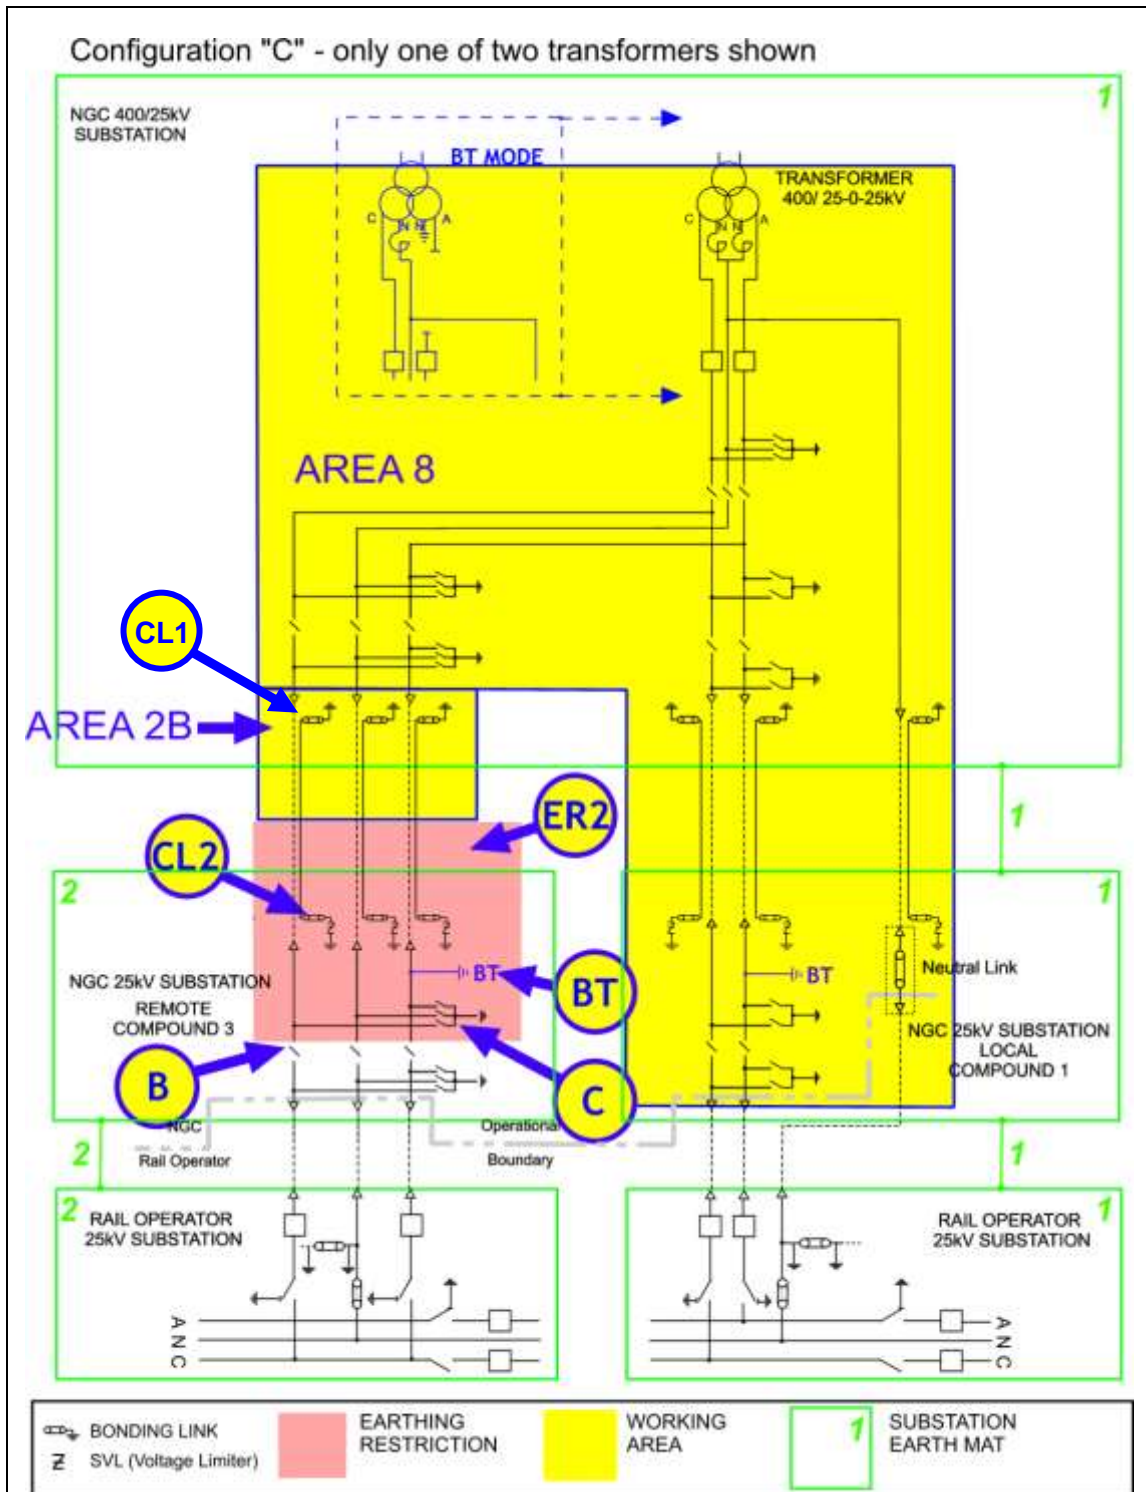 Configuration "C" - only one of two transformers shown
1
NGC 400/25kV
SUBSTATION
BT MODE
TRANSFORMER
400/ 25-0-25kV
C
N
N
A
C
N
N
A
AREA 8
CL1
AREA 2B
ER2
1
CL2
2
1
BT
BT
BT
Neutral Link
NGC 25kV SUBSTATION
REMOTE
COMPOUND 3
NGC 25kV SUBSTATION
LOCAL
COMPOUND 1
B
C
NGC
Operational
Rail Operator
Boundary
2
1
2
RAIL OPERATOR
25kV SUBSTATION
RAIL OPERATOR
25kV SUBSTATION
1
A
N
C
A
N
C
BONDING LINK
SVL (Voltage Limiter)
EARTHING
RESTRICTION
WORKING
AREA
1
SUBSTATION
EARTH MAT